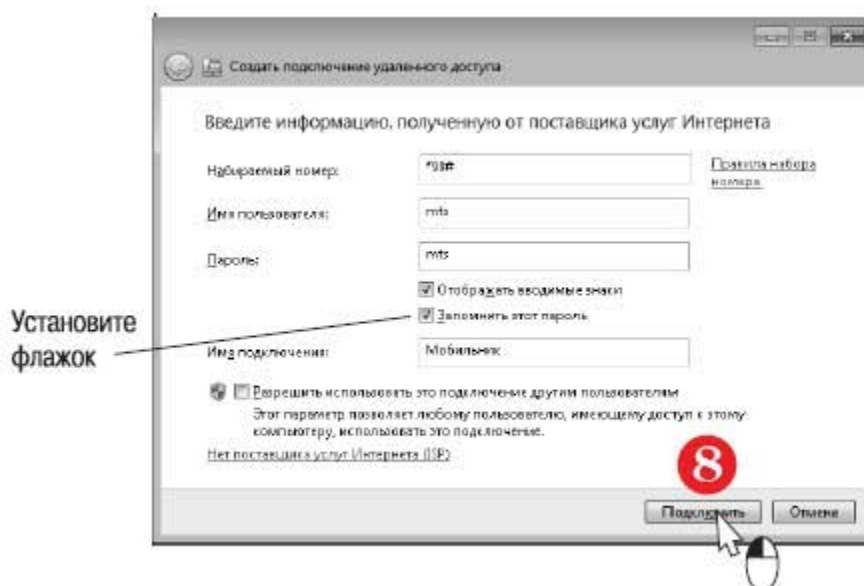 Создать подключение удаленного доступа
Введите информацию, полученную от поставщика услуг Интернета
Набираемый номер:
*99#
Правила набора
номера
Имя пользователя:
mts
Пароль:
mts
Отображать вводимые знаки
Установите
флажок
Запомнить этот пароль
Имя подключения:
Мобильник
Разрешить использовать это подключение другим пользователям
Этот параметр позволяет любому пользователю, имеющему доступ к этому
компьютеру, использовать это подключение.
Нет поставщика услуг Интернета (ISP)
8
Подключить
Отмена